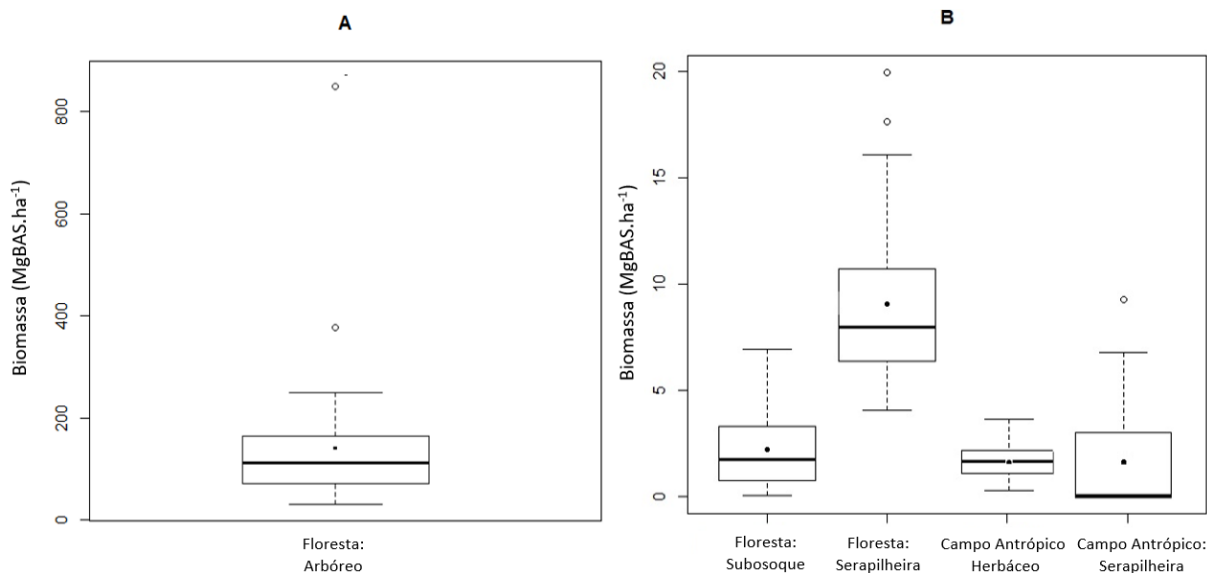 A
Biomassa (MgBAS.ha⁻¹)
800
600
400
200
0
Floresta:
Arbóreo
B
Biomassa (MgBAS.ha⁻¹)
20
15
10
5
0
Floresta:
Subosoque
Floresta:
Serapilheira
Campo Antrópico
Herbáceo
Campo Antrópico:
Serapilheira